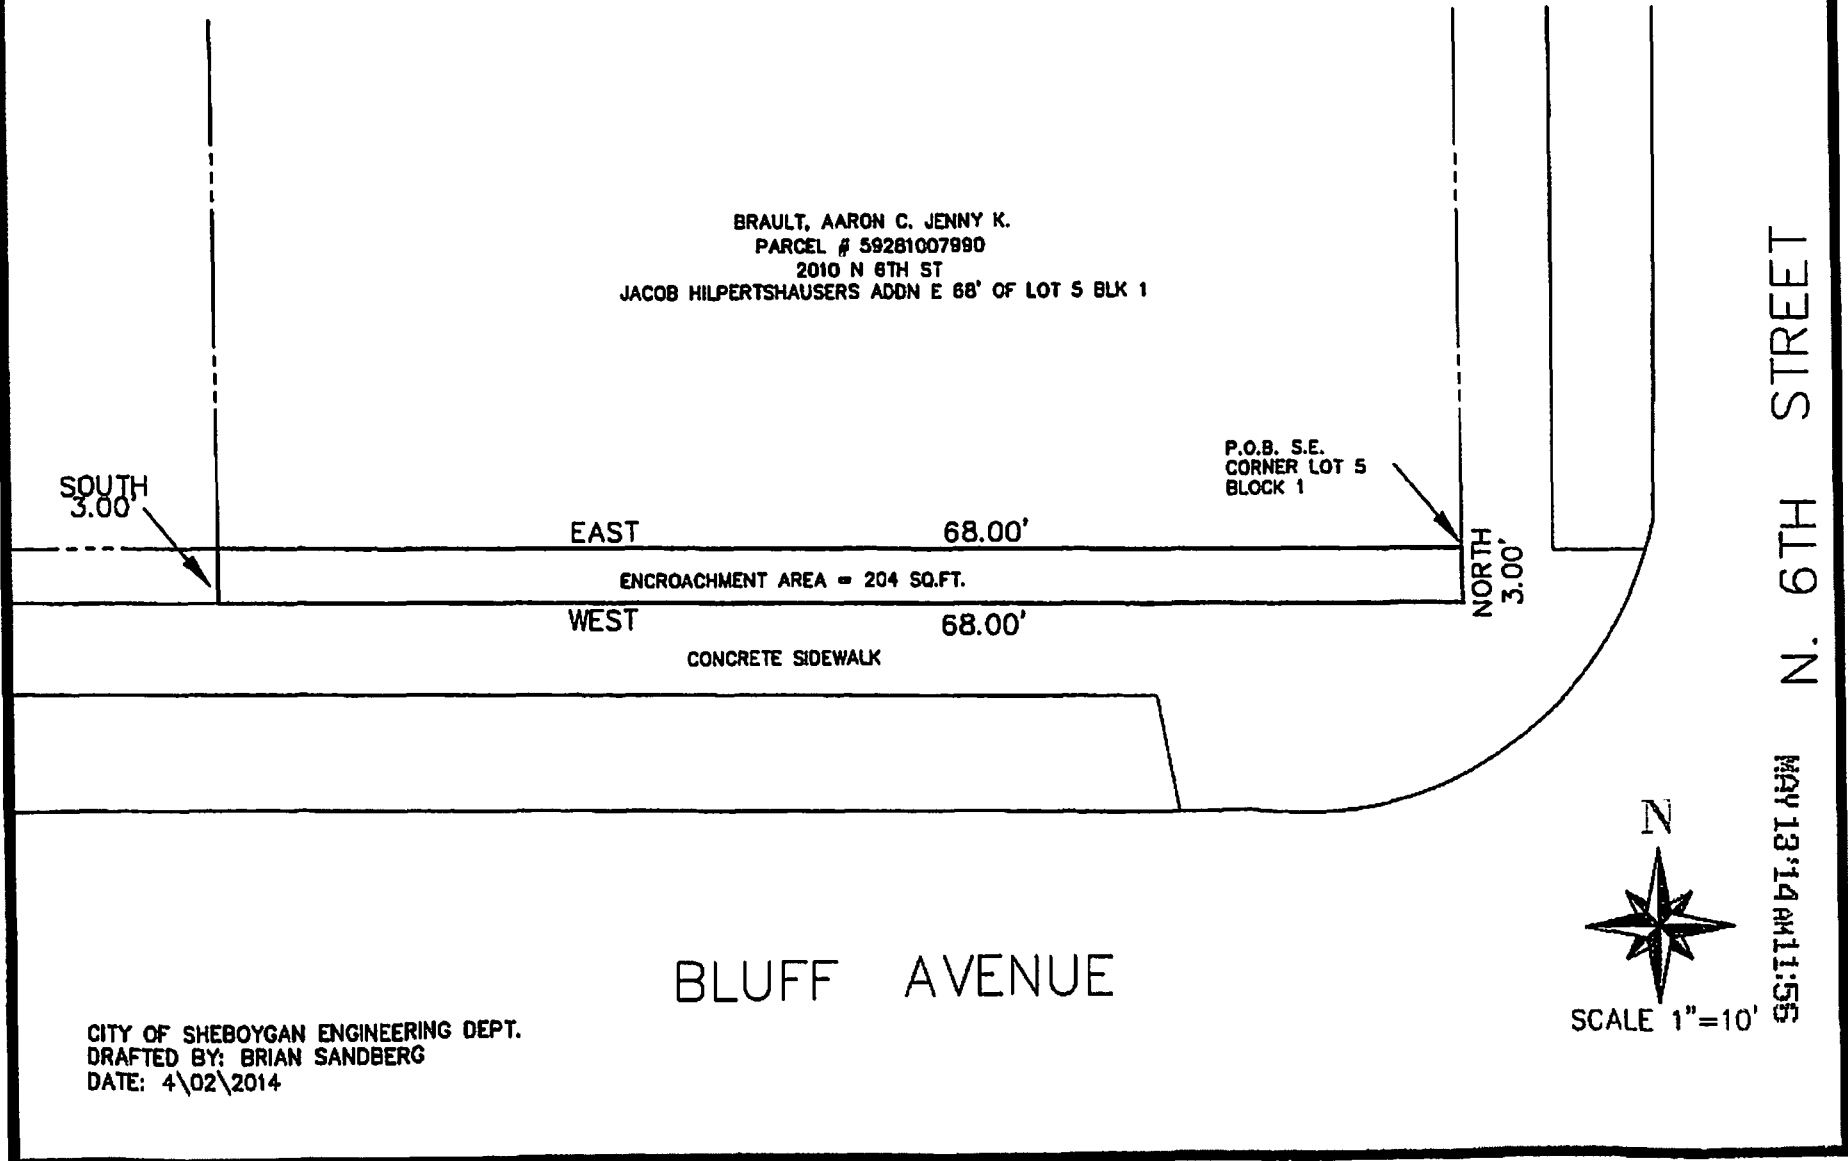 BRAULT, AARON C. JENNY K.
PARCEL # 59281007990
2010 N 6TH ST
JACOB HILPERTSHAUSERS ADDN E 68' OF LOT 5 BLK 1
P.O.B. S.E.
CORNER LOT 5
BLOCK 1
SOUTH
3.00'
EAST 68.00'
NORTH
3.00'
ENCROACHMENT AREA = 204 SQ.FT.
WEST 68.00'
CONCRETE SIDEWALK
N. 6TH STREET
MAY 13'14 AM11:55
N
SCALE 1"=10'
BLUFF AVENUE
CITY OF SHEBOYGAN ENGINEERING DEPT.
DRAFTED BY: BRIAN SANDBERG
DATE: 4\02\2014